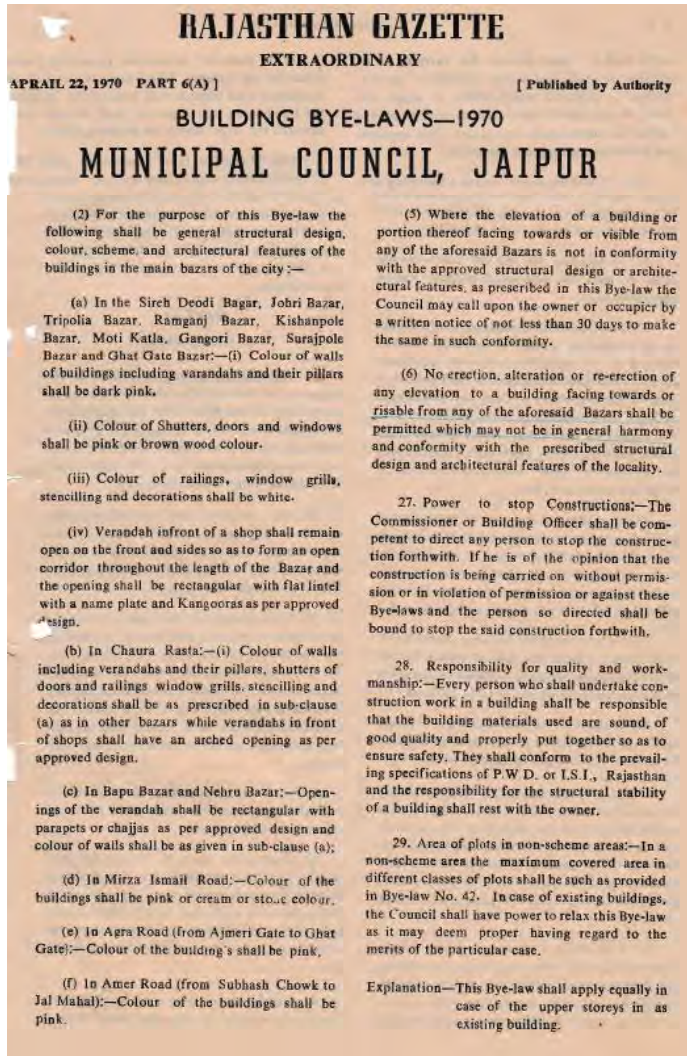 RAJASTHAN GAZETTE
EXTRAORDINARY
APRAIL 22, 1970 PART 6(A) ]
[ Published by Authority
BUILDING BYE-LAWS—1970
MUNICIPAL COUNCIL, JAIPUR
(2) For the purpose of this Bye-law the
following shall be general structural design,
colour, scheme, and architectural features of the
buildings in the main bazars of the city :—
(a) In the Sireh Deodi Bagar, Johri Bazar,
Tripolia Bazar, Ramganj Bazar, Kishanpole
Bazar, Moti Katla, Gangori Bazar, Surajpole
Bazar and Ghat Gate Bazar:—(i) Colour of walls
of buildings including varandahs and their pillars
shall be dark pink.
(ii) Colour of Shutters, doors and windows
shall be pink or brown wood colour.
(iii) Colour of railings, window grills,
stencilling and decorations shall be white.
(iv) Verandah infront of a shop shall remain
open on the front and sides so as to form an open
corridor throughout the length of the Bazar and
the opening shall be rectangular with flat lintel
with a name plate and Kangooras as per approved
design.
(b) In Chaura Rasta:—(i) Colour of walls
including verandahs and their pillars, shutters of
doors and railings window grills, stencilling and
decorations shall be as prescribed in sub-clause
(a) as in other bazars while verandahs in front
of shops shall have an arched opening as per
approved design.
(c) In Bapu Bazar and Nehru Bazar:—Open-
ings of the verandah shall be rectangular with
parapets or chajjas as per approved design and
colour of walls shall be as given in sub-clause (a);
(d) In Mirza Ismail Road:—Colour of the
buildings shall be pink or cream or stone colour.
(e) In Agra Road (from Ajmeri Gate to Ghat
Gate):—Colour of the building's shall be pink.
(f) In Amer Road (from Subhash Chowk to
Jal Mahal):—Colour of the buildings shall be
pink.
(5) Where the elevation of a building or
portion thereof facing towards or visible from
any of the aforesaid Bazars is not in conformity
with the approved structural design or archite-
ctural features, as prescribed in this Bye-law the
Council may call upon the owner or occupier by
a written notice of not less than 30 days to make
the same in such conformity.
(6) No erection, alteration or re-erection of
any elevation to a building facing towards or
risable from any of the aforesaid Bazars shall be
permitted which may not be in general harmony
and conformity with the prescribed structural
design and architectural features of the locality.
27. Power to stop Constructions:—The
Commissioner or Building Officer shall be com-
petent to direct any person to stop the construc-
tion forthwith. If he is of the opinion that the
construction is being carried on without permis-
sion or in violation of permission or against these
Bye-laws and the person so directed shall be
bound to stop the said construction forthwith.
28. Responsibility for quality and work-
manship:—Every person who shall undertake con-
struction work in a building shall be responsible
that the building materials used are sound, of
good quality and properly put together so as to
ensure safety. They shall conform to the prevail-
ing specifications of P.W D. or I.S.I., Rajasthan
and the responsibility for the structural stability
of a building shall rest with the owner.
29. Area of plots in non-scheme areas:—In a
non-scheme area the maximum covered area in
different classes of plots shall be such as provided
in Bye-law No. 42. In case of existing buildings,
the Council shall have power to relax this Bye-law
as it may deem proper having regard to the
merits of the particular case.
Explanation—This Bye-law shall apply equally in
case of the upper storeys in as
existing building.